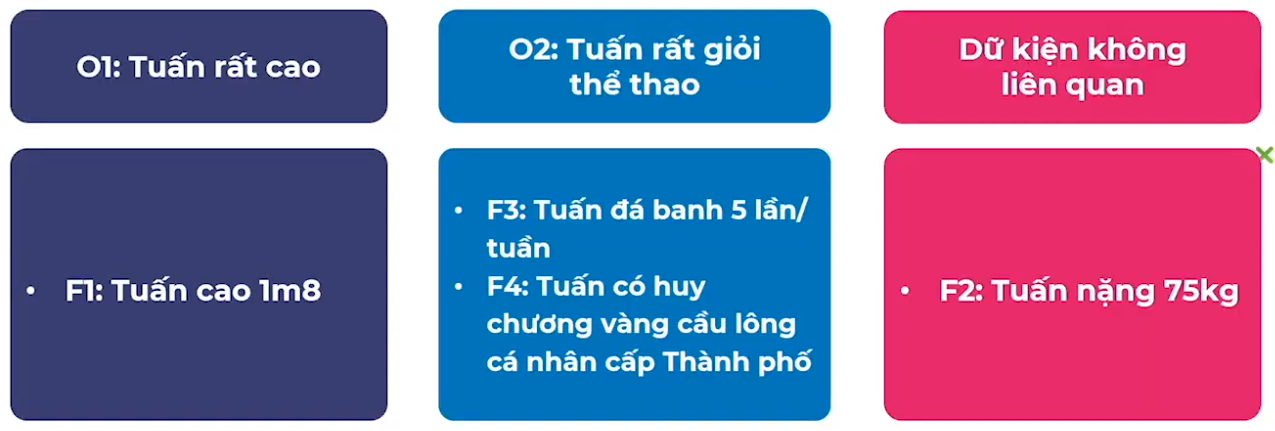 O1: Tuấn rất cao
O2: Tuấn rất giỏi
thể thao
Dữ kiện không
liên quan
• F1: Tuấn cao 1m8
• F3: Tuấn đá banh 5 lần/
tuần
• F4: Tuấn có huy
chương vàng cầu lông
cá nhân cấp Thành phố
• F2: Tuấn nặng 75kg